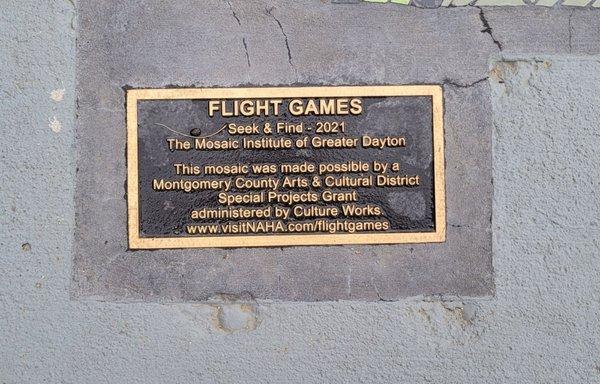 FLIGHT GAMES
Seek & Find - 2021
The Mosaic Institute of Greater Dayton
This mosaic was made possible by a
Montgomery County Arts & Cultural District
Special Projects Grant
administered by Culture Works.
www.visitNAHA.com/flightgames